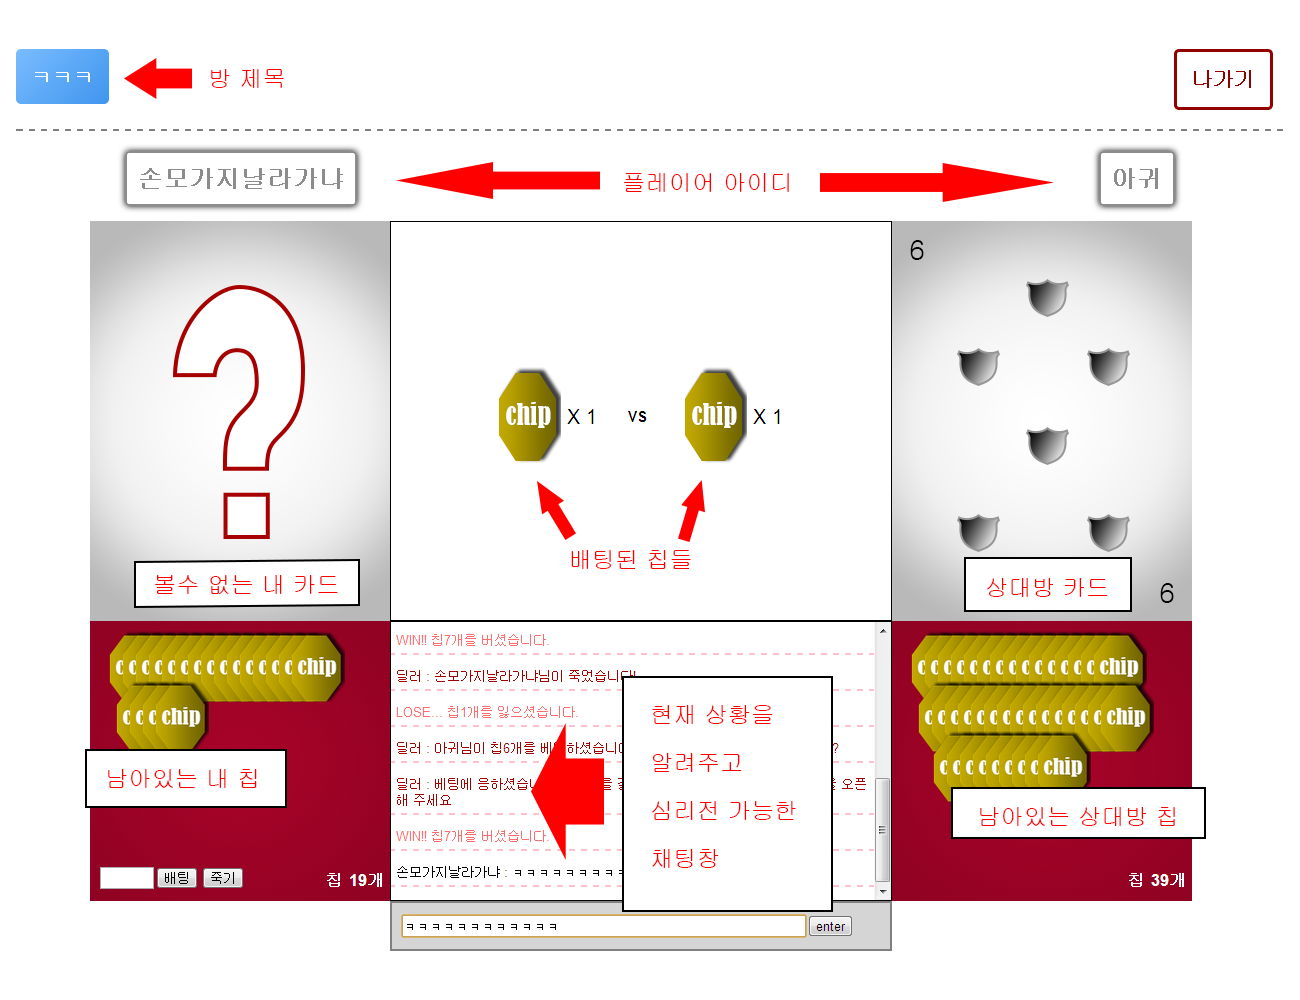 ㅋㅋㅋ
방 제목
나가기
손모가지날라가냐
플레이어 아이디
아귀
6
chip X 1 vs chip X 1
배팅된 칩들
볼수 없는 내 카드
상대방 카드
6
c c c c c c c c c c c c c c chip
c c c chip
남아있는 내 칩
배팅 죽기
칩 19개
WIN!! 칩7개를 버셨습니다.
딜러 : 손모가지날라가냐님이 죽었습니다!
LOSE... 칩1개를 잃으셨습니다.
딜러 : 아귀님이 칩6개를 베팅하셨습니
딜러 : 베팅에 응하셨습
을 오픈
해 주세요
WIN!! 칩7개를 버셨습니다.
손모가지날라가냐 : ㅋㅋㅋㅋㅋㅋㅋㅋㅋ
현재 상황을
알려주고
심리전 가능한
채팅창
ㅋㅋㅋㅋㅋㅋㅋㅋㅋㅋㅋㅋ
enter
c c c c c c c c c c c c c c chip
c c c c c c c c c c c c c c chip
c c c c c c c c chip
남아있는 상대방 칩
칩 39개